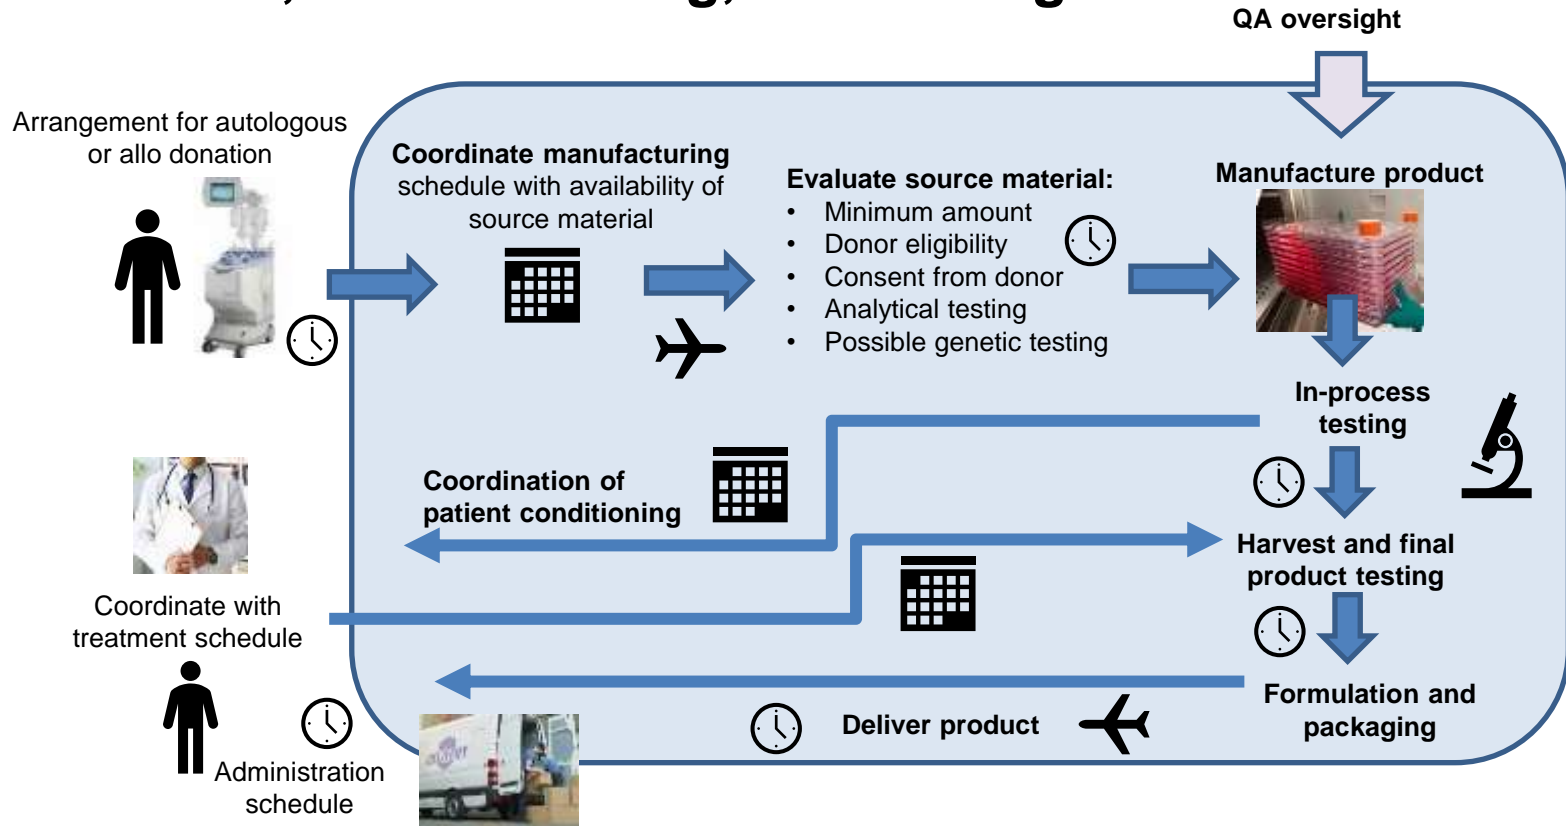 QA oversight
Arrangement for autologous
or allo donation
Coordinate manufacturing
schedule with availability of
source material
Evaluate source material:
• Minimum amount
• Donor eligibility
• Consent from donor
• Analytical testing
• Possible genetic testing
Manufacture product
In-process
testing
Coordination of
patient conditioning
Harvest and final
product testing
Coordinate with
treatment schedule
Formulation and
packaging
Deliver product
Administration
schedule